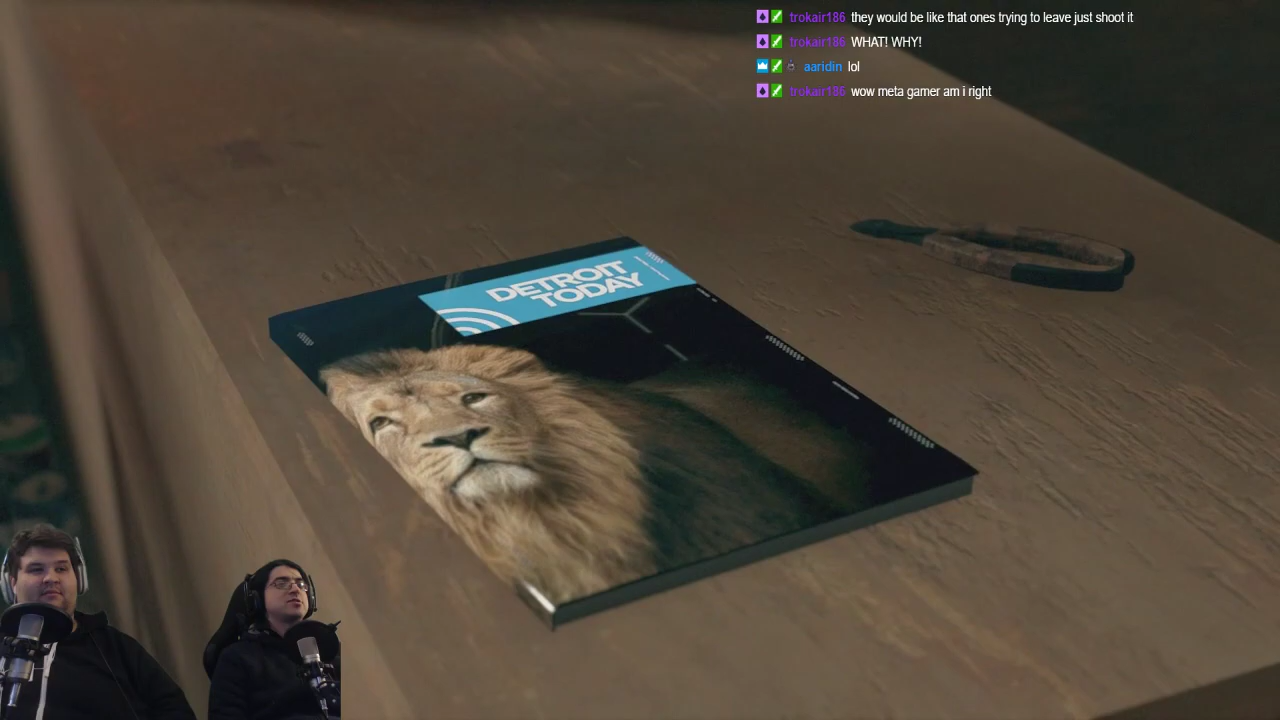 trokair186 they would be like that ones trying to leave just shoot it
trokair186 WHAT! WHY!
aaridin lol
trokair186 wow meta gamer am i right
DETROIT
TODAY